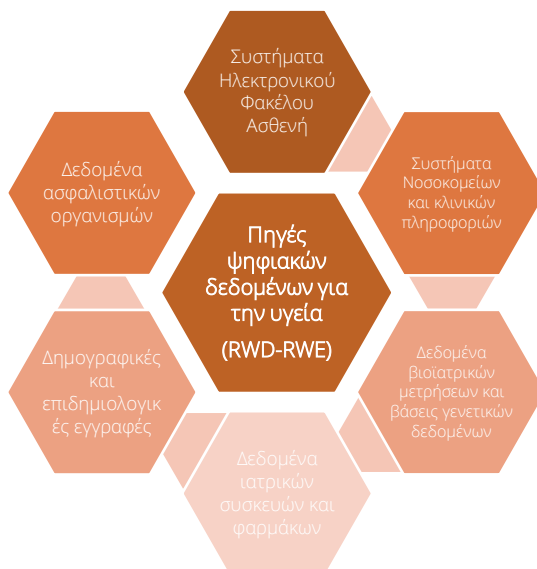 Συστήματα
Ηλεκτρονικού
Φακέλου
Ασθενή
Δεδομένα
ασφαλιστικών
οργανισμών
Συστήματα
Νοσοκομείων
και κλινικών
πληροφοριών
Πηγές
ψηφιακών
δεδομένων για
την υγεία
(RWD-RWE)
Δημογραφικές
και
επιδημιολογικ
ές εγγραφές
Δεδομένα
βιοϊατρικών
μετρήσεων και
βάσεις γενετικών
δεδομένων
Δεδομένα
ιατρικών
συσκευών και
φαρμάκων